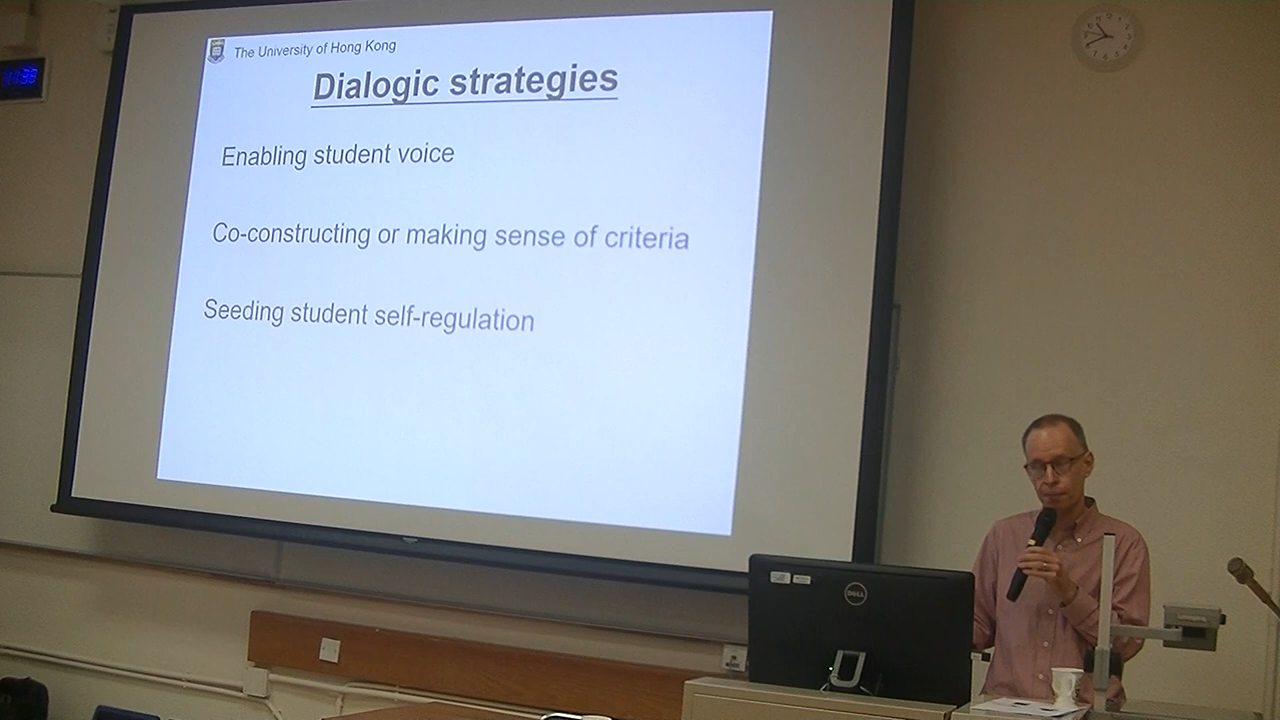 The University of Hong Kong
Dialogic strategies
Enabling student voice
Co-constructing or making sense of criteria
Seeding student self-regulation
DELL